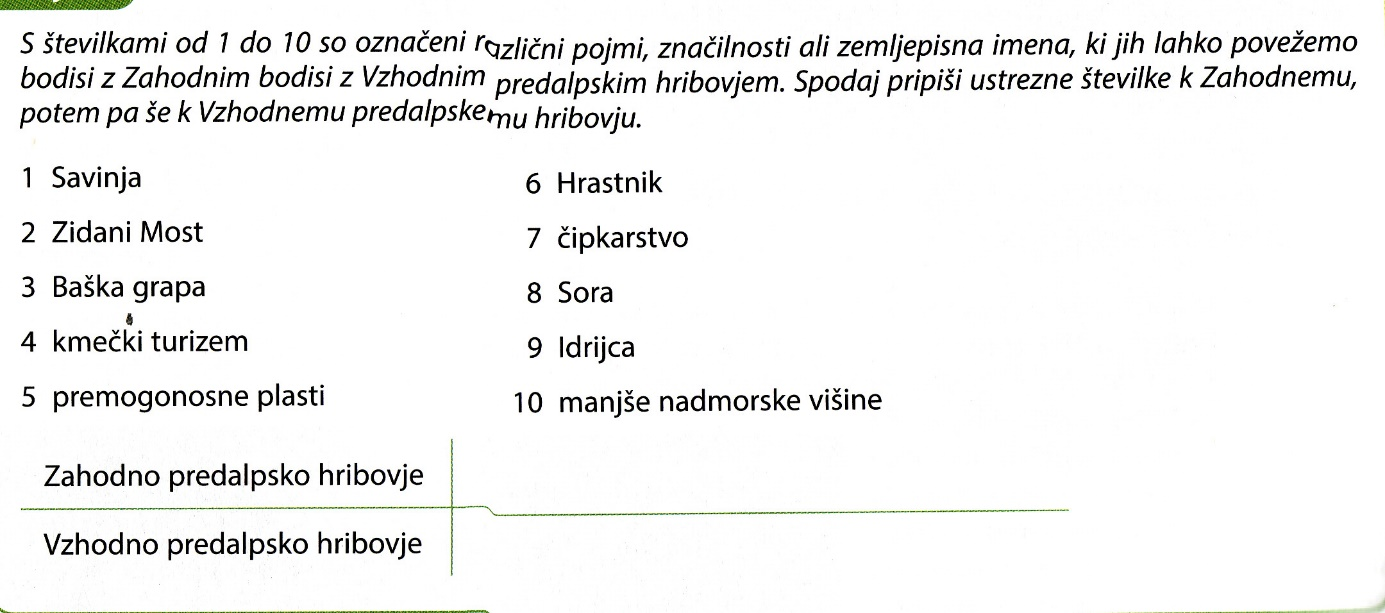 S številkami od 1 do 10 so označeni različni pojmi, značilnosti ali zemljepisna imena, ki jih lahko povežemo
bodisi z Zahodnim bodisi z Vzhodnim predalpskim hribovjem. Spodaj pripiši ustrezne številke k Zahodnemu,
potem pa še k Vzhodnemu predalpskemu hribovju.
1 Savinja
2 Zidani Most
3 Baška grapa
4 kmečki turizem
5 premogonosne plasti
6 Hrastnik
7 čipkarstvo
8 Sora
9 Idrijca
10 manjše nadmorske višine
Zahodno predalpsko hribovje
Vzhodno predalpsko hribovje